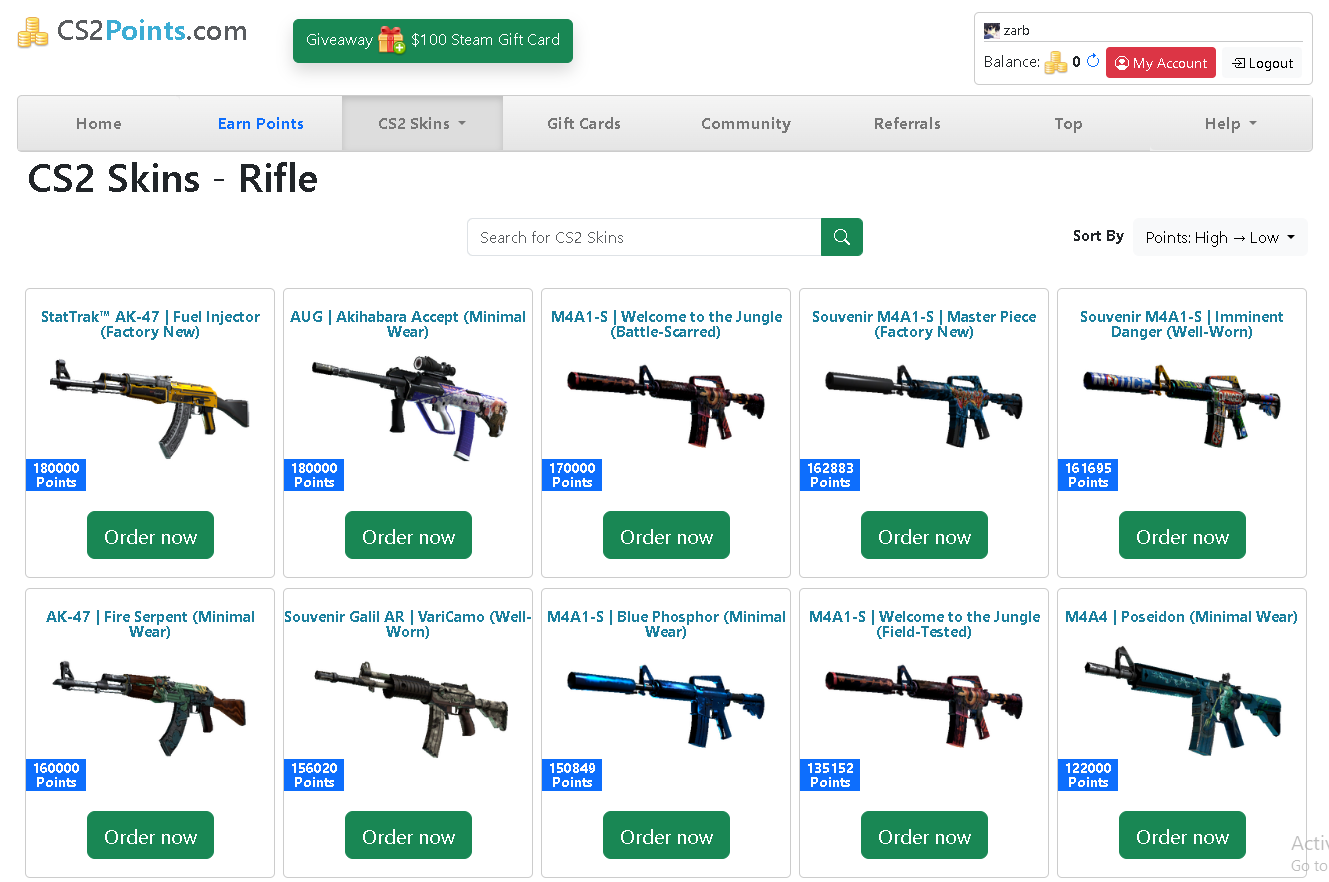 CS2Points.com
Giveaway $100 Steam Gift Card
zarb
Balance: 0 My Account Logout
Home Earn Points CS2 Skins Gift Cards Community Referrals Top Help
CS2 Skins - Rifle
Search for CS2 Skins
Sort By Points: High → Low
StatTrak™ AK-47 | Fuel Injector
(Factory New)
180000
Points
Order now
AUG | Akihabara Accept (Minimal
Wear)
180000
Points
Order now
M4A1-S | Welcome to the Jungle
(Battle-Scarred)
170000
Points
Order now
Souvenir M4A1-S | Master Piece
(Factory New)
162883
Points
Order now
Souvenir M4A1-S | Imminent
Danger (Well-Worn)
161695
Points
Order now
AK-47 | Fire Serpent (Minimal
Wear)
160000
Points
Order now
Souvenir Galil AR | VariCamo (Well-
Worn)
156020
Points
Order now
M4A1-S | Blue Phosphor (Minimal
Wear)
150849
Points
Order now
M4A1-S | Welcome to the Jungle
(Field-Tested)
135152
Points
Order now
M4A4 | Poseidon (Minimal Wear)
122000
Points
Order now
Go to